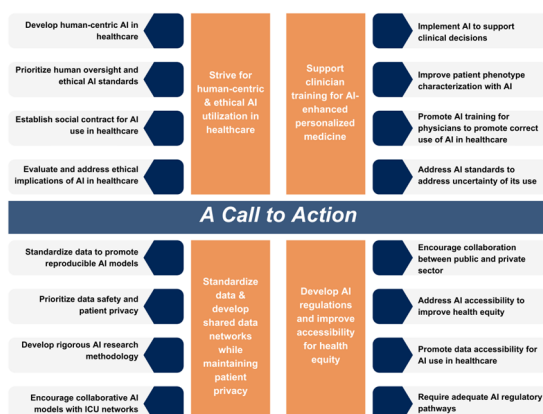 Develop human-centric AI in
healthcare
Prioritize human oversight and
ethical AI standards
Establish social contract for AI
use in healthcare
Evaluate and address ethical
implications of AI in healthcare
Strive for
human-centric
& ethical AI
utilization in
healthcare
Support
clinician
training for AI-
enhanced
personalized
medicine
Implement AI to support
clinical decisions
Improve patient phenotype
characterization with AI
Promote AI training for
physicians to promote correct
use of AI in healthcare
Address AI standards to
address uncertainty of its use
A Call to Action
Standardize data to promote
reproducible AI models
Prioritize data safety and
patient privacy
Develop rigorous AI research
methodology
Encourage collaborative AI
models with ICU networks
Standardize
data &
develop
shared data
networks
while
maintaining
patient
privacy
Develop AI
regulations
and improve
accessibility
for health
equity
Encourage collaboration
between public and private
sector
Address AI accessibility to
improve health equity
Promote data accessibility for
AI use in healthcare
Require adequate AI regulatory
pathways